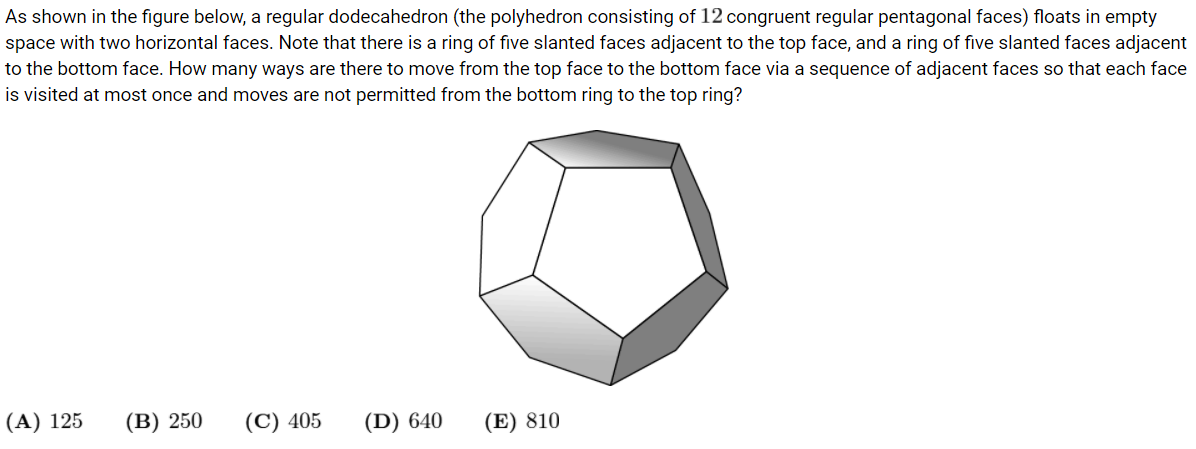 As shown in the figure below, a regular dodecahedron (the polyhedron consisting of 12 congruent regular pentagonal faces) floats in empty
space with two horizontal faces. Note that there is a ring of five slanted faces adjacent to the top face, and a ring of five slanted faces adjacent
to the bottom face. How many ways are there to move from the top face to the bottom face via a sequence of adjacent faces so that each face
is visited at most once and moves are not permitted from the bottom ring to the top ring?
(A) 125 (B) 250 (C) 405 (D) 640 (E) 810